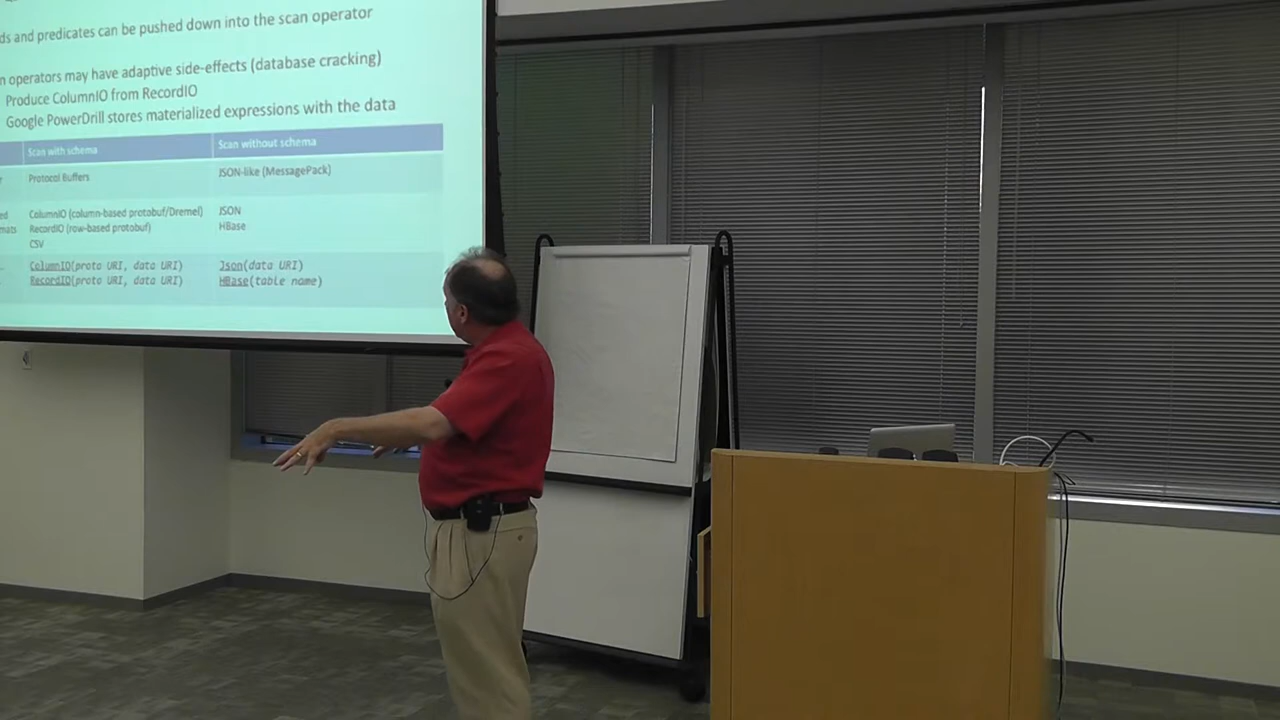 ds and predicates can be pushed down into the scan operator
n operators may have adaptive side-effects (database cracking)
Produce ColumnIO from RecordIO
Google PowerDrill stores materialized expressions with the data
Scan with schema Scan without schema
r Protocol Buffers JSON-like (MessagePack)
ed ColumnIO (column-based protobuf/Dremel) JSON
mats RecordIO (row-based protobuf) HBase
CSV
ColumnIO(proto URI, data URI) Json(data URI)
RecordIO(proto URI, data URI) HBase(table name)